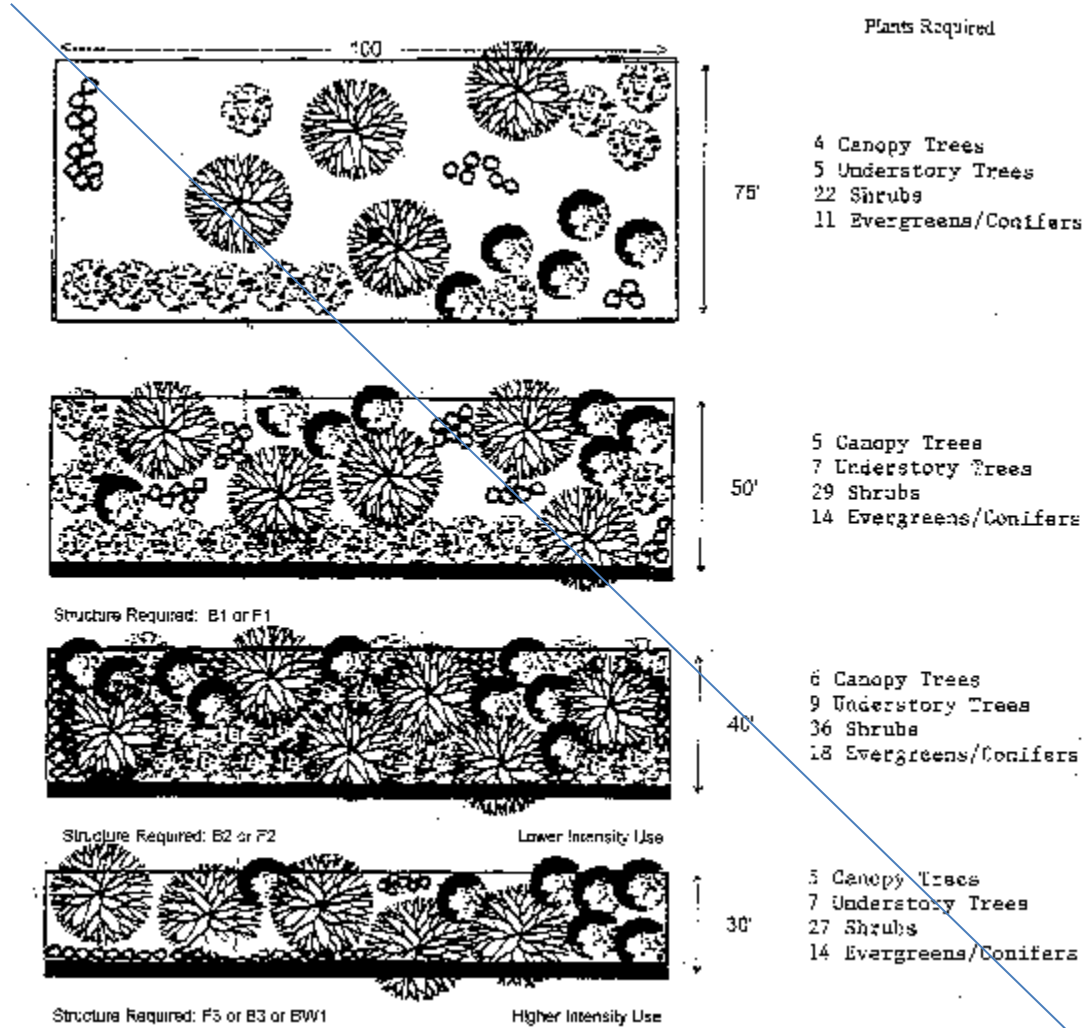 Plants Required
100
4 Canopy Trees
5 Understory Trees
22 Shrubs
11 Evergreens/Conifers
75'
5 Canopy Trees
7 Understory Trees
29 Shrubs
14 Evergreens/Conifers
50'
Structure Required: B1 or F1
6 Canopy Trees
9 Understory Trees
36 Shrubs
18 Evergreens/Conifers
40'
Structure Required: B2 or F2 Lower Intensity Use
5 Canopy Trees
7 Understory Trees
27 Shrubs
14 Evergreens/Conifers
30'
Structure Required: F3 or B3 or BW1 Higher Intensity Use